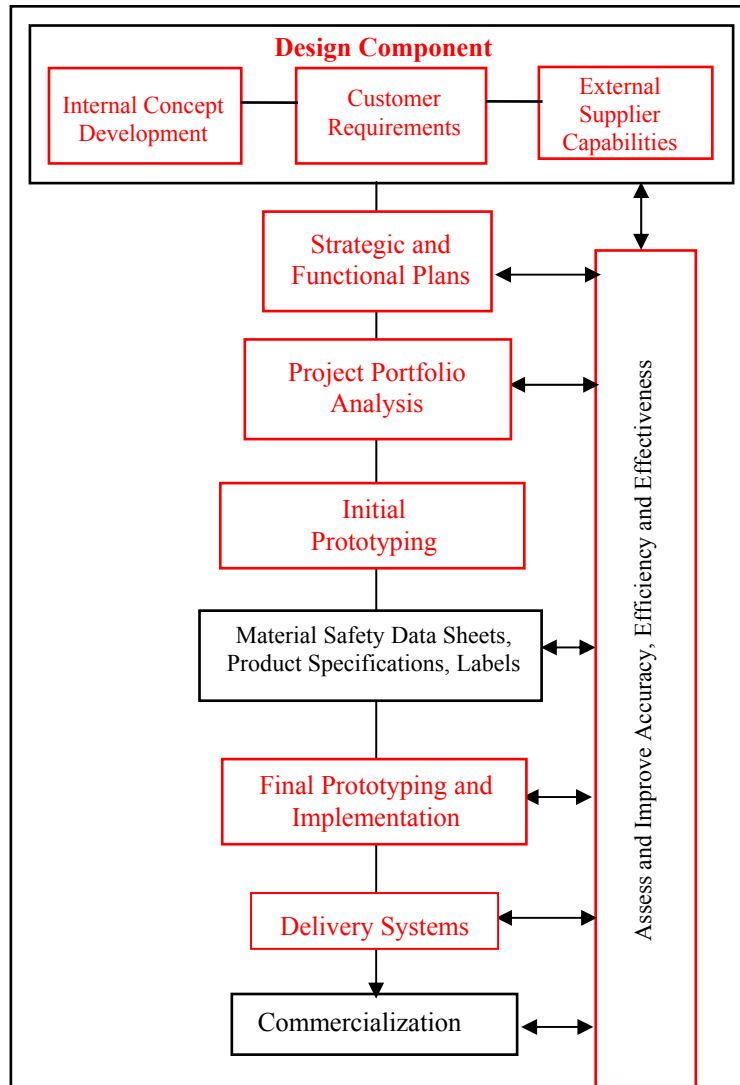 Design Component
Internal Concept
Development
Customer
Requirements
External
Supplier
Capabilities
Strategic and
Functional Plans
Project Portfolio
Analysis
Initial
Prototyping
Material Safety Data Sheets,
Product Specifications, Labels
Final Prototyping and
Implementation
Delivery Systems
Commercialization
Assess and Improve Accuracy, Efficiency and Effectiveness